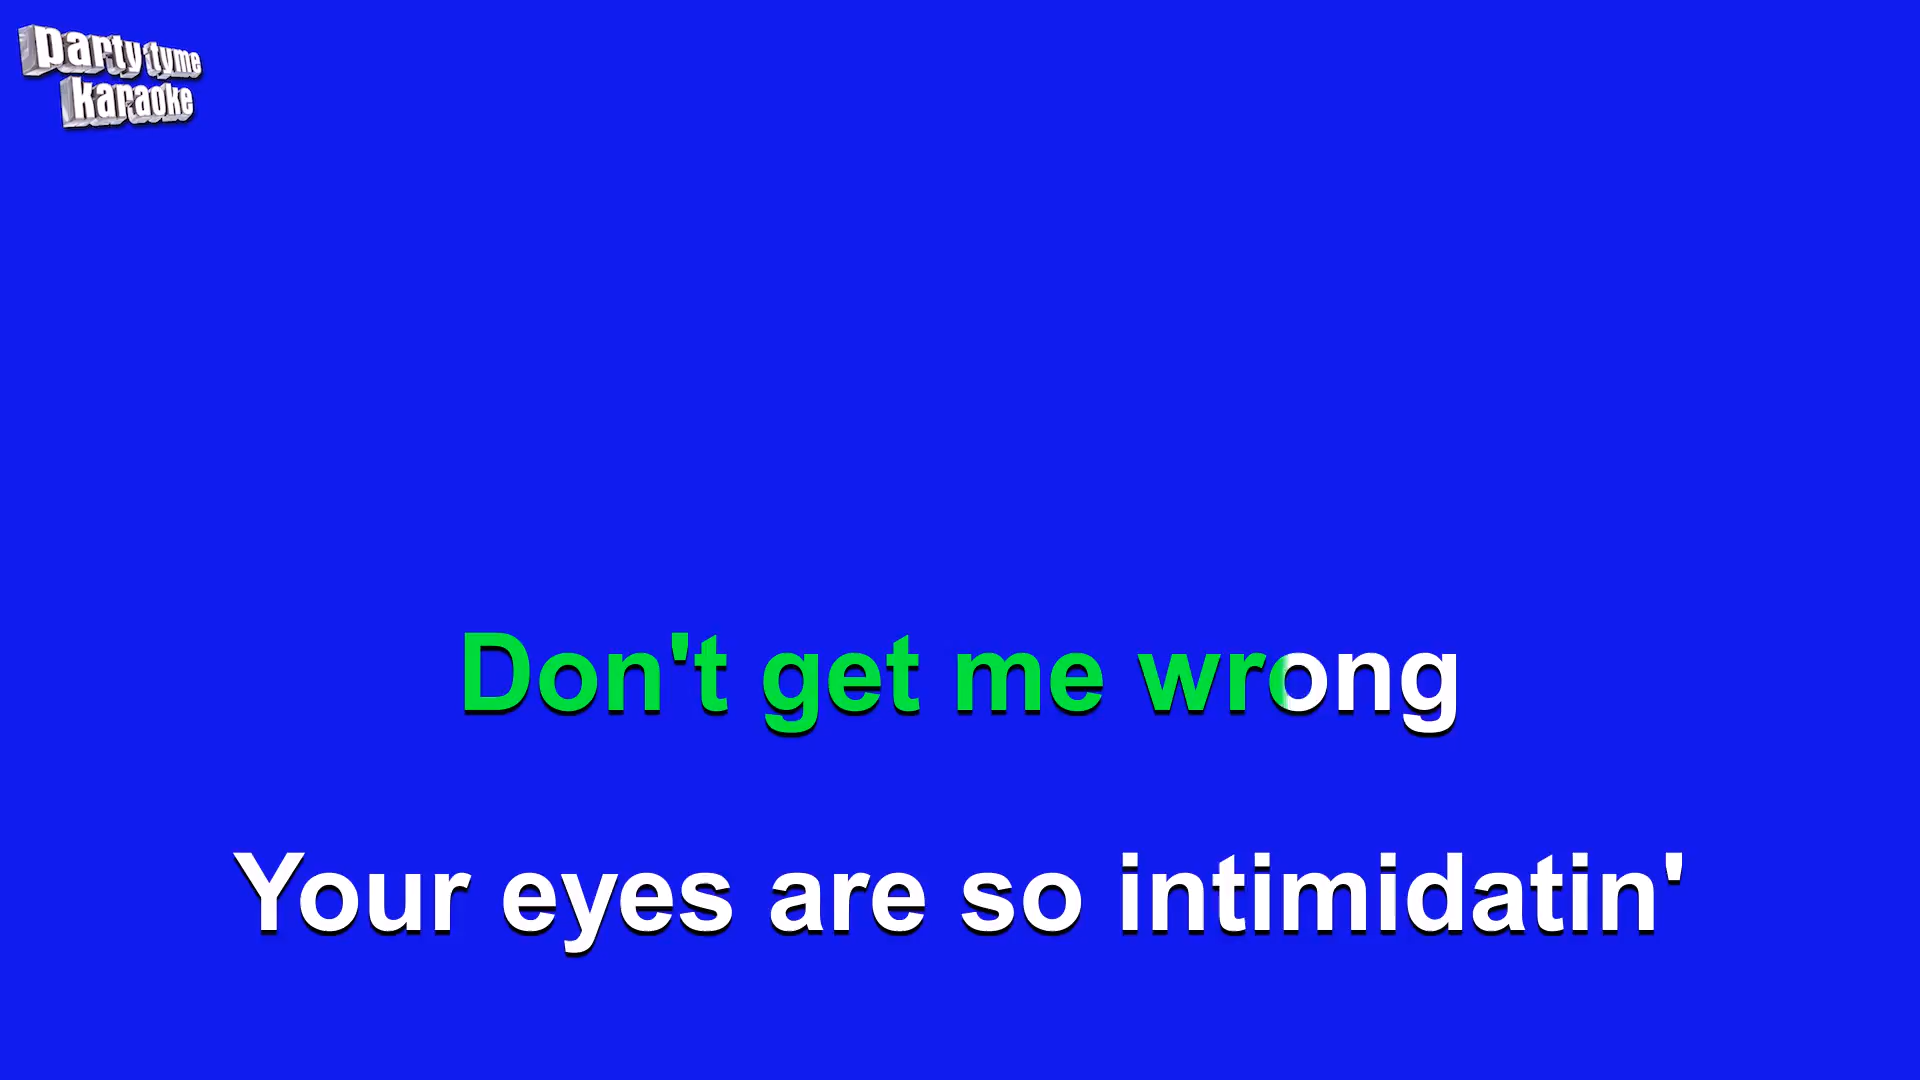 party tyme
karaoke
Don't get me wrong
Your eyes are so intimidatin'